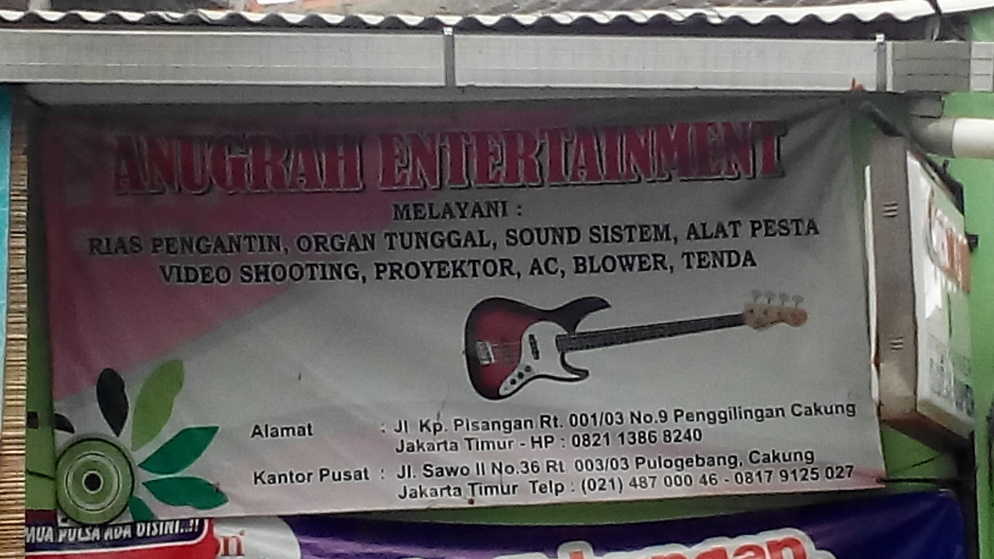 ANUGRAH ENTERTAINMENT
MELAYANI :
RIAS PENGANTIN, ORGAN TUNGGAL, SOUND SISTEM, ALAT PESTA
VIDEO SHOOTING, PROYEKTOR, AC, BLOWER, TENDA
Alamat : Jl Kp. Pisangan Rt. 001/03 No.9 Penggilingan Cakung
Jakarta Timur - HP : 0821 1386 8240
Kantor Pusat : Jl. Sawo II No.36 Rt 003/03 Pulogebang, Cakung
Jakarta Timur Telp : (021) 487 000 46 - 0817 9125 027
MUA PULSA ADA DISINI..!!